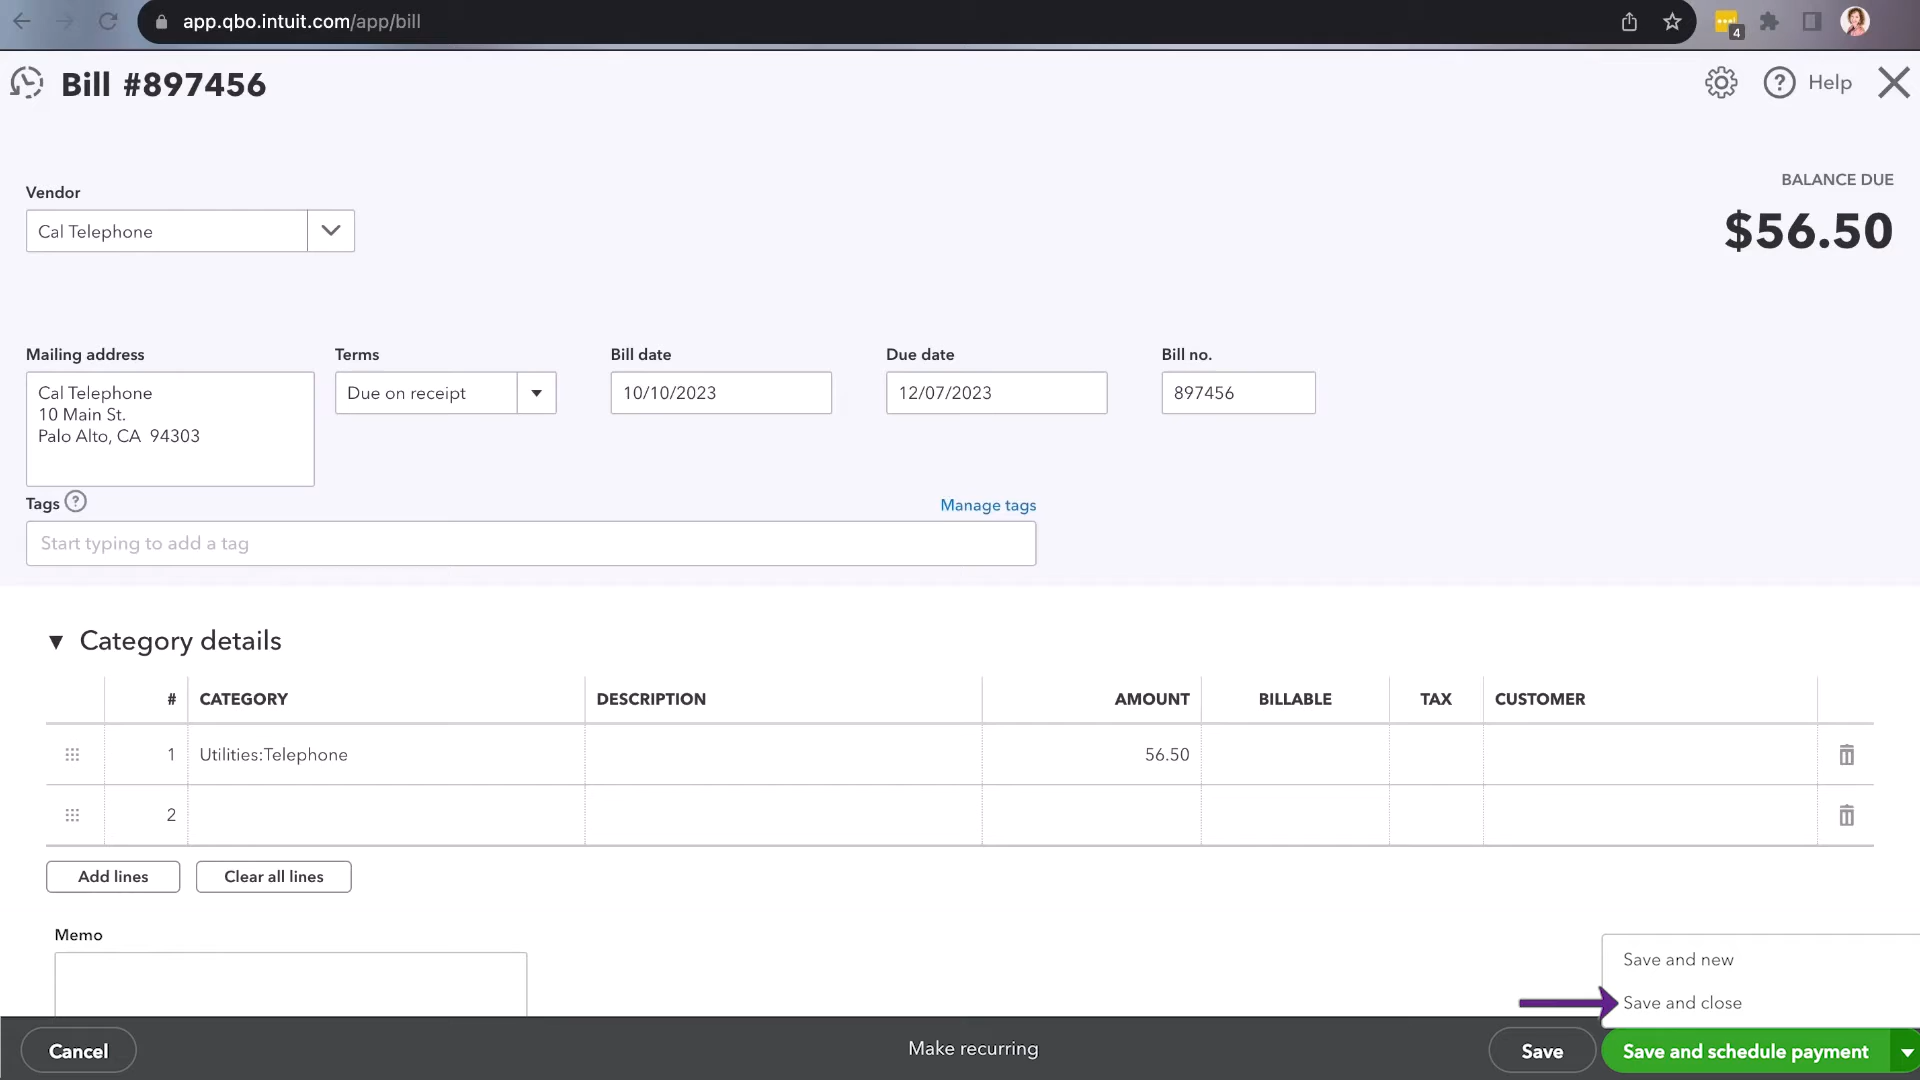 app.qbo.intuit.com/app/bill
4
Bill #897456
Help
Vendor
BALANCE DUE
Cal Telephone
$56.50
Mailing address
Terms
Bill date
Due date
Bill no.
Cal Telephone
10 Main St.
Palo Alto, CA  94303
Due on receipt
10/10/2023
12/07/2023
897456
Tags ?
Manage tags
Start typing to add a tag
Category details
# CATEGORY DESCRIPTION AMOUNT BILLABLE TAX CUSTOMER
1 Utilities:Telephone 56.50
2
Add lines
Clear all lines
Memo
Save and new
Save and close
Cancel
Make recurring
Save
Save and schedule payment